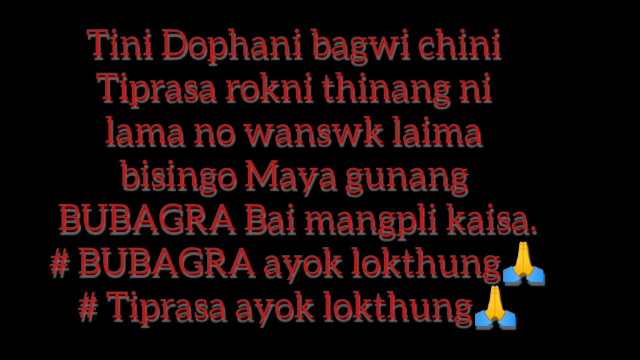 Tini Dophani bagwi chini
Tiprasa rokni thinang ni
lama no wanswk laima
bisingo Maya gunang
BUBAGRA Bai mangpli kaisa.
# BUBAGRA ayok lokthung🙏
# Tiprasa ayok lokthung🙏